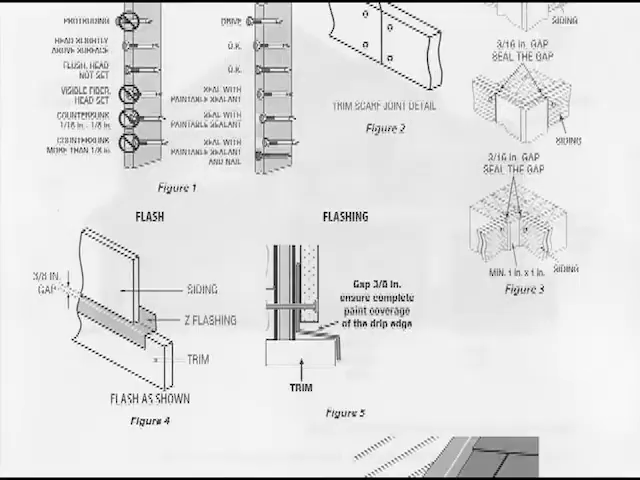 PROTRUDING
DRIVE
HEAD SLIGHTLY
ABOVE SURFACE
O.K.
FLUSH, HEAD
NOT SET
O.K.
VISIBLE FIBER,
HEAD SET
SEAL WITH
PAINTABLE SEALANT
COUNTERSUNK
1/16 in. - 1/8 in.
SEAL WITH
PAINTABLE SEALANT
COUNTERSUNK
MORE THAN 1/8 in.
SEAL WITH
PAINTABLE SEALANT
AND NAIL
Figure 1
TRIM SCARF JOINT DETAIL
Figure 2
SIDING
3/16 in. GAP
SEAL THE GAP
SIDING
3/16 in. GAP
SEAL THE GAP
MIN. 1 in. x 1 in.
SIDING
Figure 3
FLASH
FLASHING
3/8 in.
GAP
SIDING
Z FLASHING
TRIM
FLASH AS SHOWN
Figure 4
Gap 3/8 in.
ensure complete
paint coverage
of the drip edge
TRIM
Figure 5